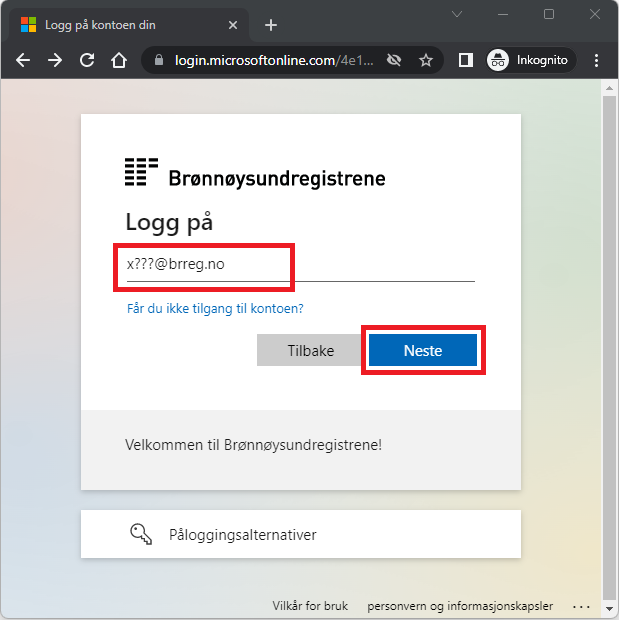 Logg på kontoen din
login.microsoftonline.com/4e1...
Inkognito
Brønnøysundregistrene
Logg på
x???@brreg.no
Får du ikke tilgang til kontoen?
Tilbake
Neste
Velkommen til Brønnøysundregistrene!
Påloggingsalternativer
Vilkår for bruk personvern og informasjonskapsler ...